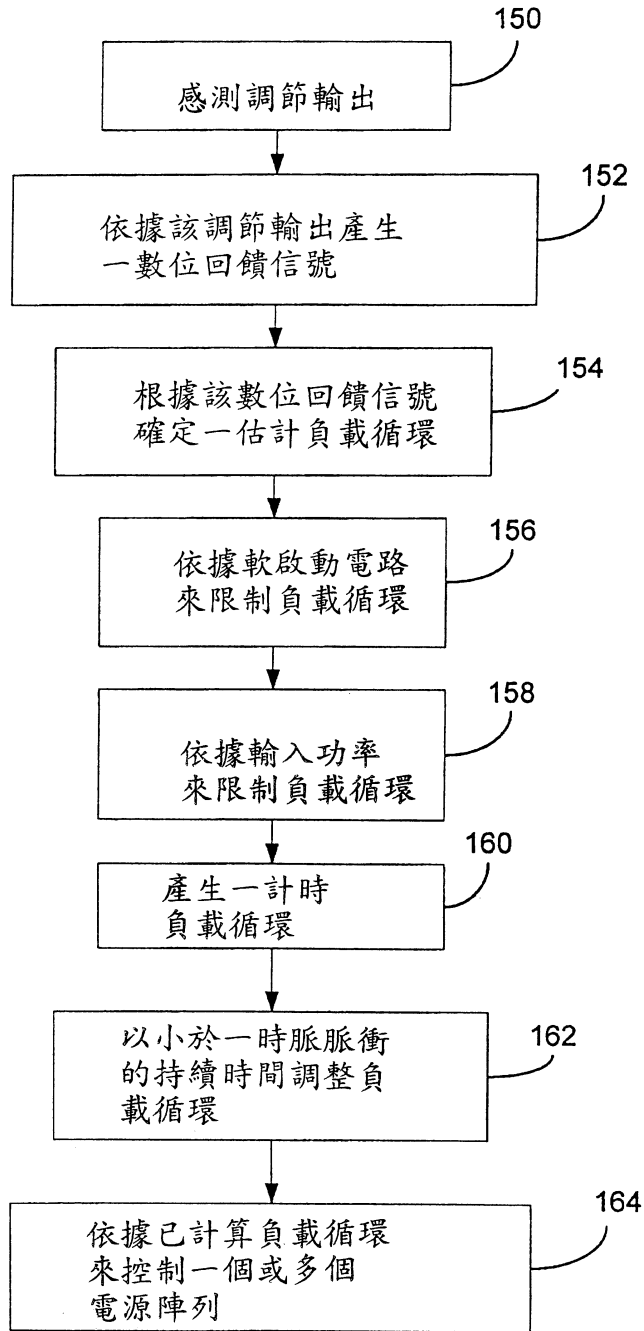 150
感測調節輸出
152
依據該調節輸出產生
一數位回饋信號
154
根據該數位回饋信號
確定一估計負載循環
156
依據軟啟動電路
來限制負載循環
158
依據輸入功率
來限制負載循環
160
產生一計時
負載循環
162
以小於一時脈脈衝
的持續時間調整負
載循環
164
依據已計算負載循環
來控制一個或多個
電源陣列